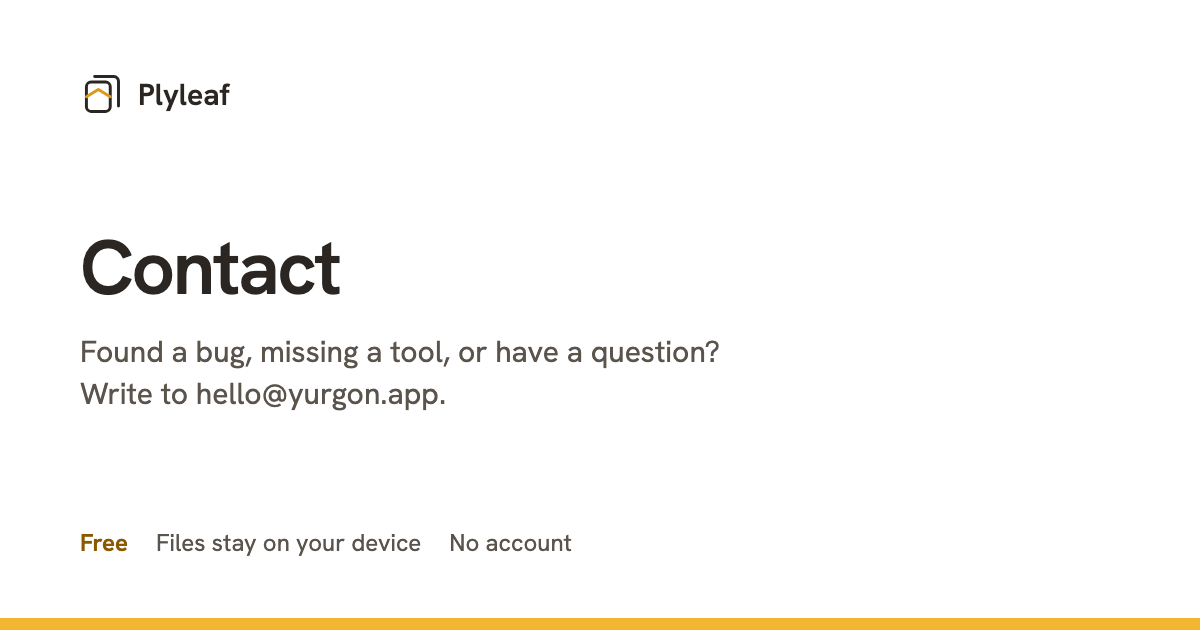 Plyleaf
Contact
Found a bug, missing a tool, or have a question?
Write to hello@yurgon.app.
Free Files stay on your device No account